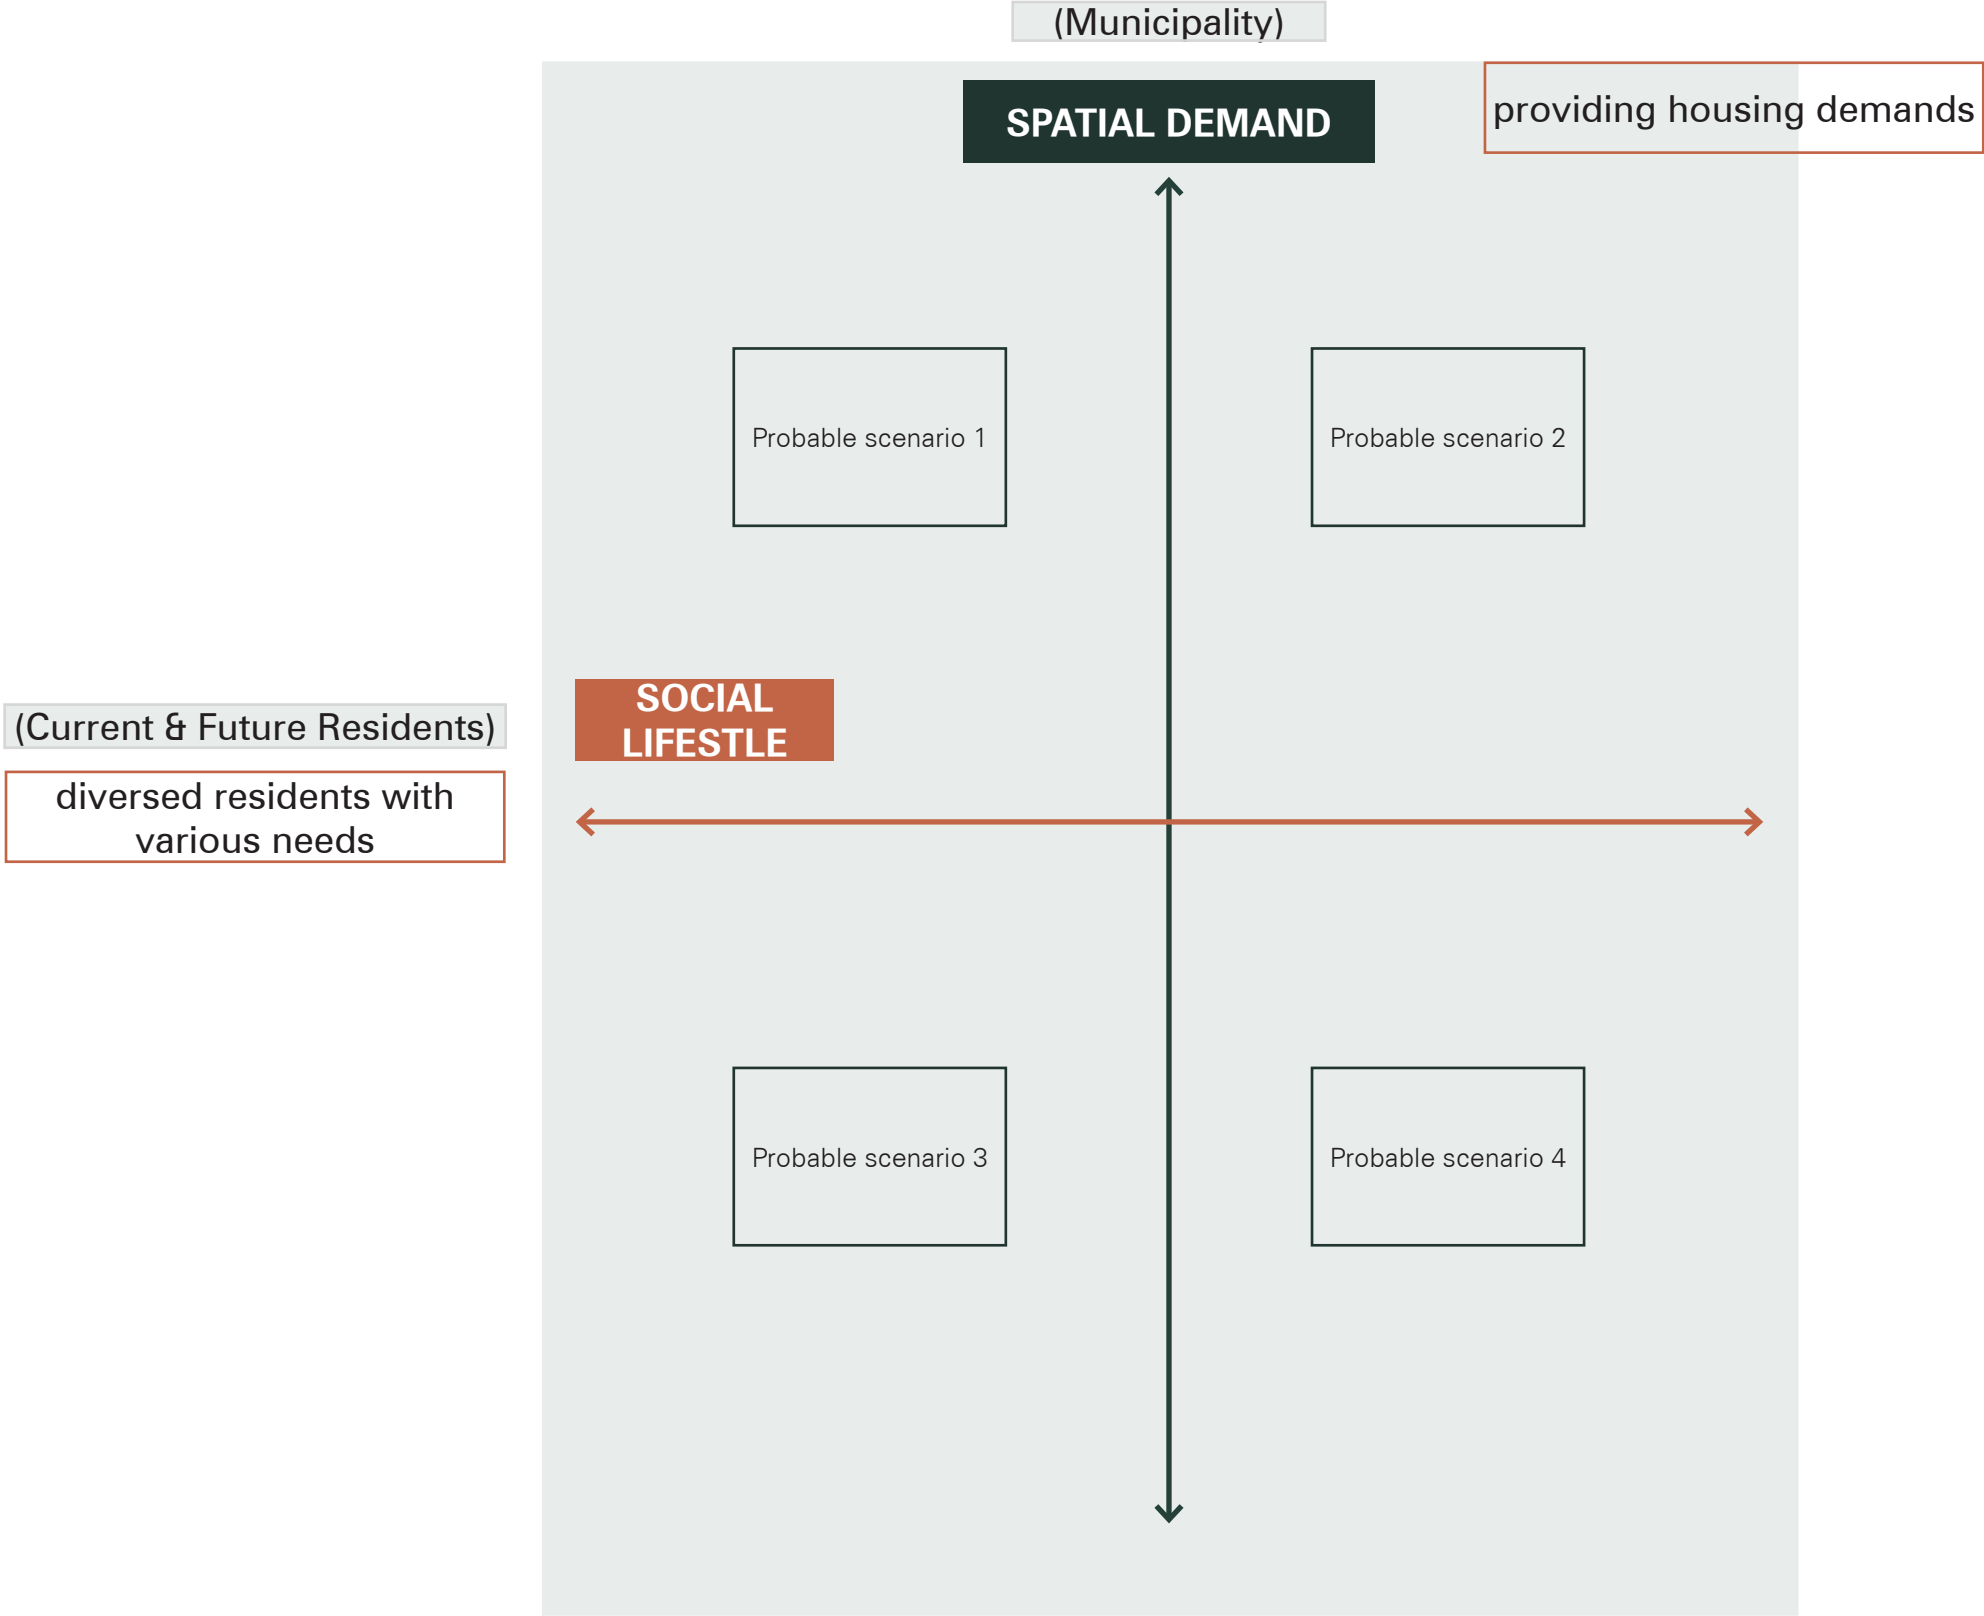 (Municipality)
SPATIAL DEMAND
providing housing demands
Probable scenario 1
Probable scenario 2
SOCIAL
LIFESTLE
(Current & Future Residents)
diversed residents with
various needs
Probable scenario 3
Probable scenario 4